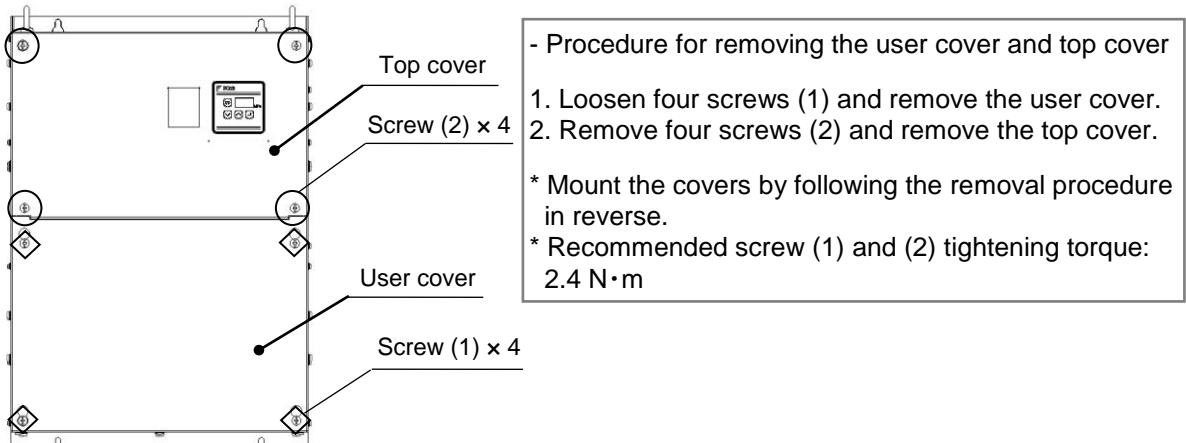 Top cover
Screw (2) × 4
User cover
Screw (1) × 4
- Procedure for removing the user cover and top cover
1. Loosen four screws (1) and remove the user cover.
2. Remove four screws (2) and remove the top cover.
* Mount the covers by following the removal procedure
in reverse.
* Recommended screw (1) and (2) tightening torque:
2.4 N･m